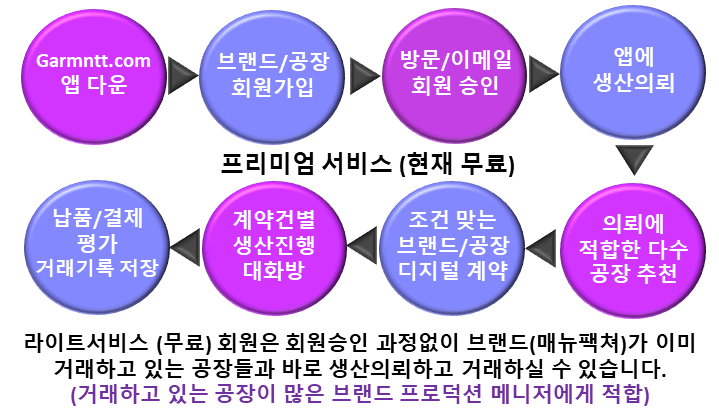 Garmntt.com
앱 다운
브랜드/공장
회원가입
방문/이메일
회원 승인
앱에
생산의뢰
프리미엄 서비스 (현재 무료)
의뢰에
적합한 다수
공장 추천
조건 맞는
브랜드/공장
디지털 계약
계약건별
생산진행
대화방
납품/결제
평가
거래기록 저장
라이트서비스 (무료) 회원은 회원승인 과정없이 브랜드(매뉴팩쳐)가 이미
거래하고 있는 공장들과 바로 생산의뢰하고 거래하실 수 있습니다.
(거래하고 있는 공장이 많은 브랜드 프로덕션 메니저에게 적합)